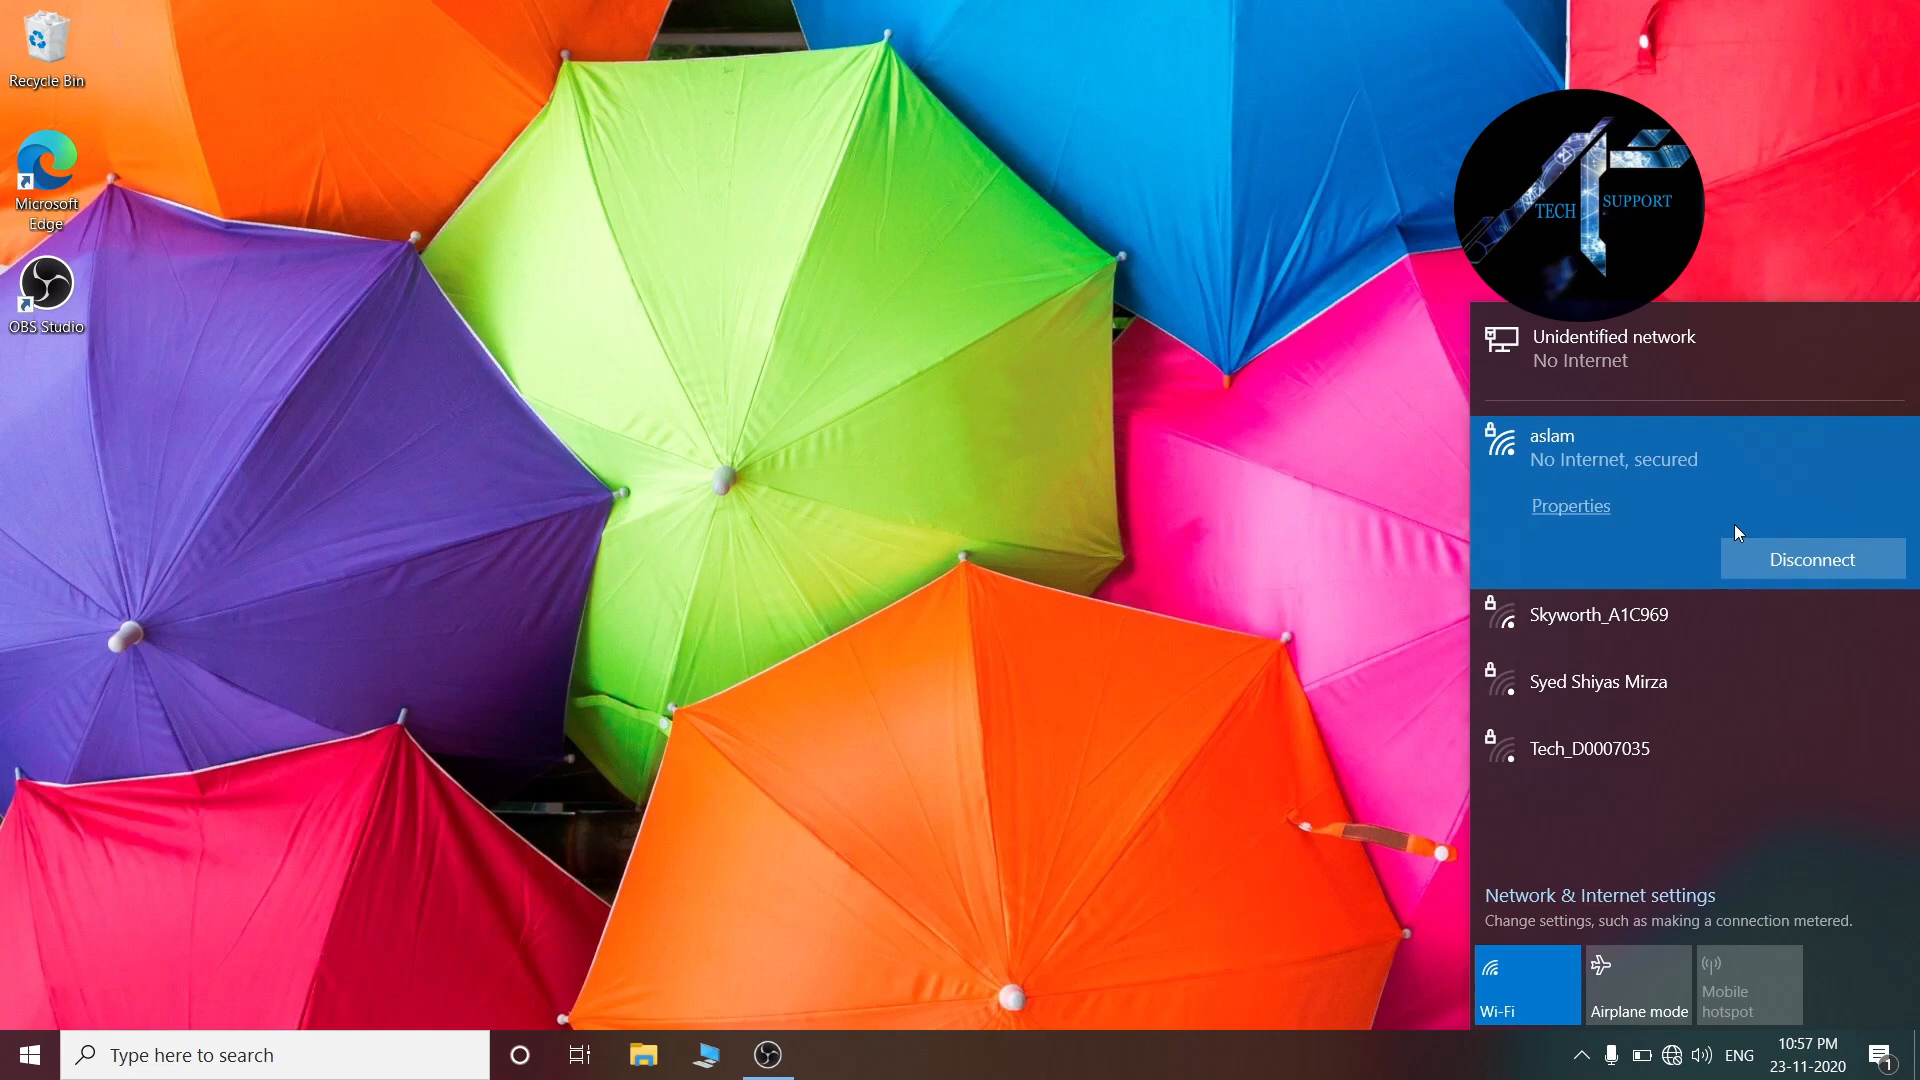 Recycle Bin
Microsoft
Edge
OBS Studio
TECH SUPPORT
Unidentified network
No Internet
aslam
No Internet, secured
Properties
Disconnect
Skyworth_A1C969
Syed Shiyas Mirza
Tech_D0007035
Network & Internet settings
Change settings, such as making a connection metered.
Wi-Fi
Airplane mode
Mobile
hotspot
Type here to search
ENG
10:57 PM
23-11-2020
1